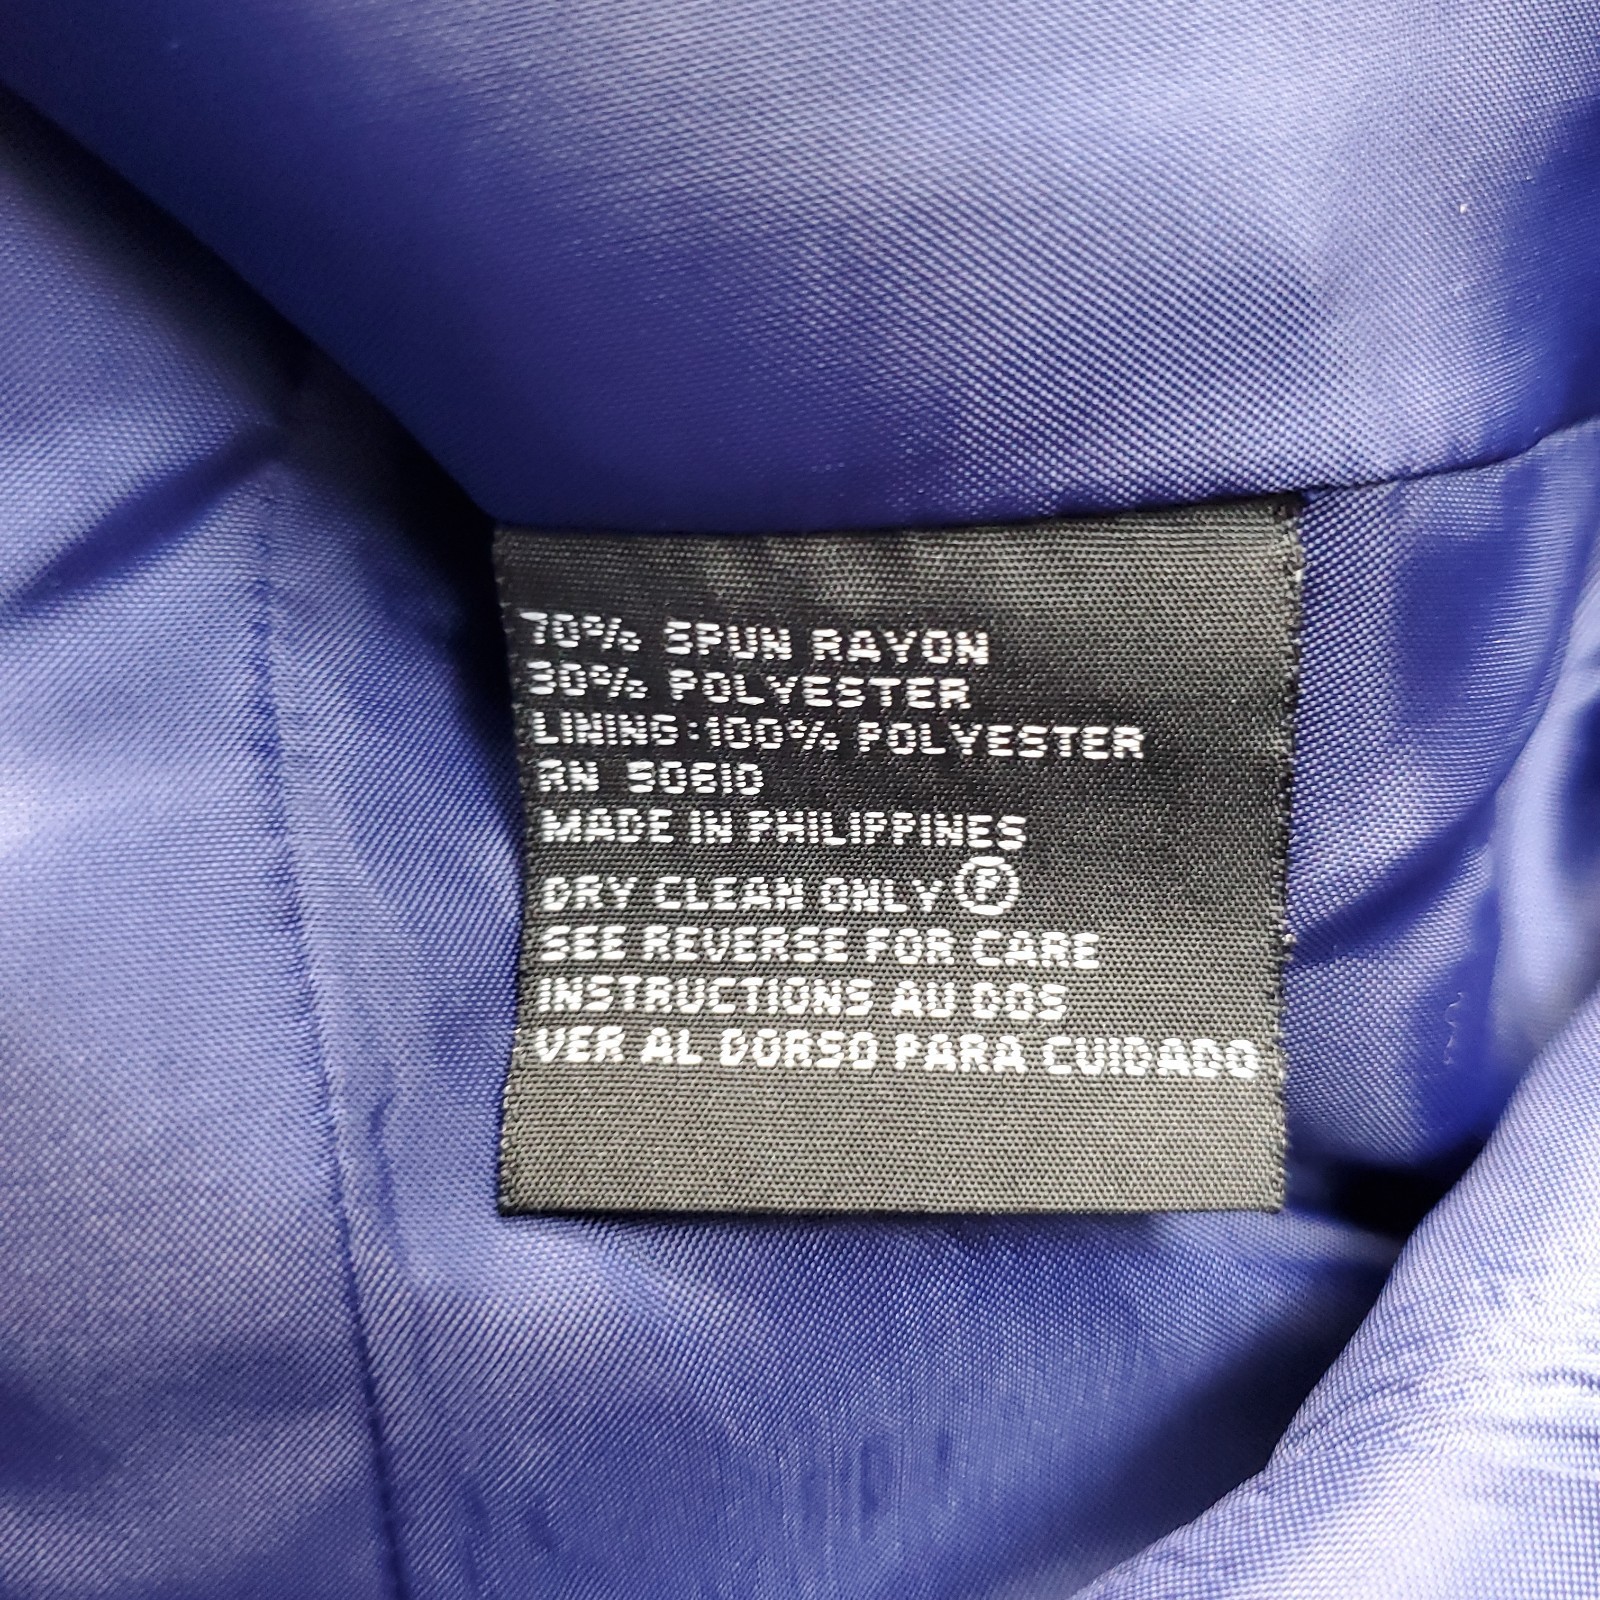 70% SPUN RAYON
30% POLYESTER
LINING:100% POLYESTER
RN 50610
MADE IN PHILIPPINES
DRY CLEAN ONLY Ⓟ
SEE REVERSE FOR CARE
INSTRUCTIONS AU DOS
VER AL DORSO PARA CUIDADO